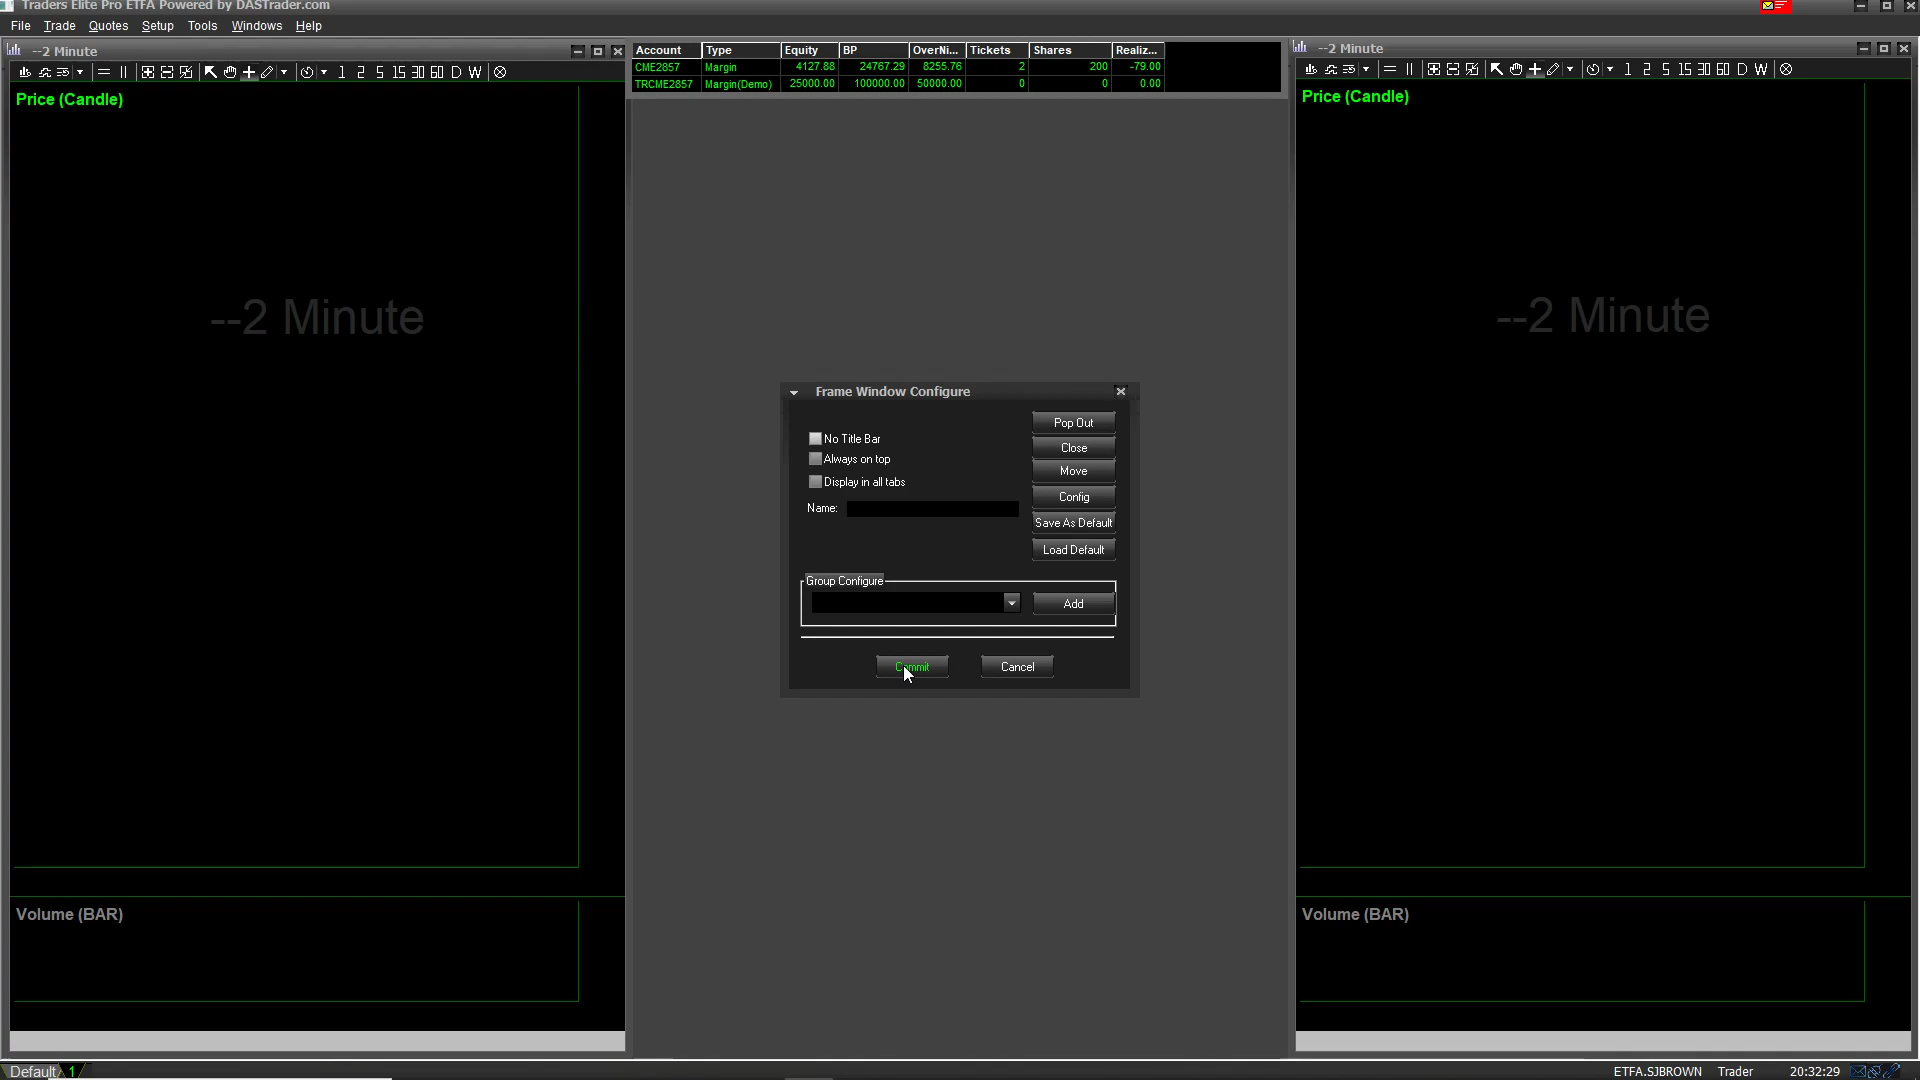 Traders Elite Pro ETFA Powered by DASTrader.com
File Trade Quotes Setup Tools Windows Help
--2 Minute
1 2 5 15 30 60 D W
Price (Candle)
--2 Minute
Volume (BAR)
Account Type Equity BP OverNi... Tickets Shares Realiz...
CME2857 Margin 4127.88 24767.29 8255.76 2 200 -79.00
TRCME2857 Margin(Demo) 25000.00 100000.00 50000.00 0 0 0.00
Frame Window Configure
No Title Bar
Always on top
Display in all tabs
Name:
Pop Out
Close
Move
Config
Save As Default
Load Default
Group Configure
Add
Commit Cancel
--2 Minute
1 2 5 15 30 60 D W
Price (Candle)
--2 Minute
Volume (BAR)
Default 1
ETFA.SJBROWN Trader 20:32:29